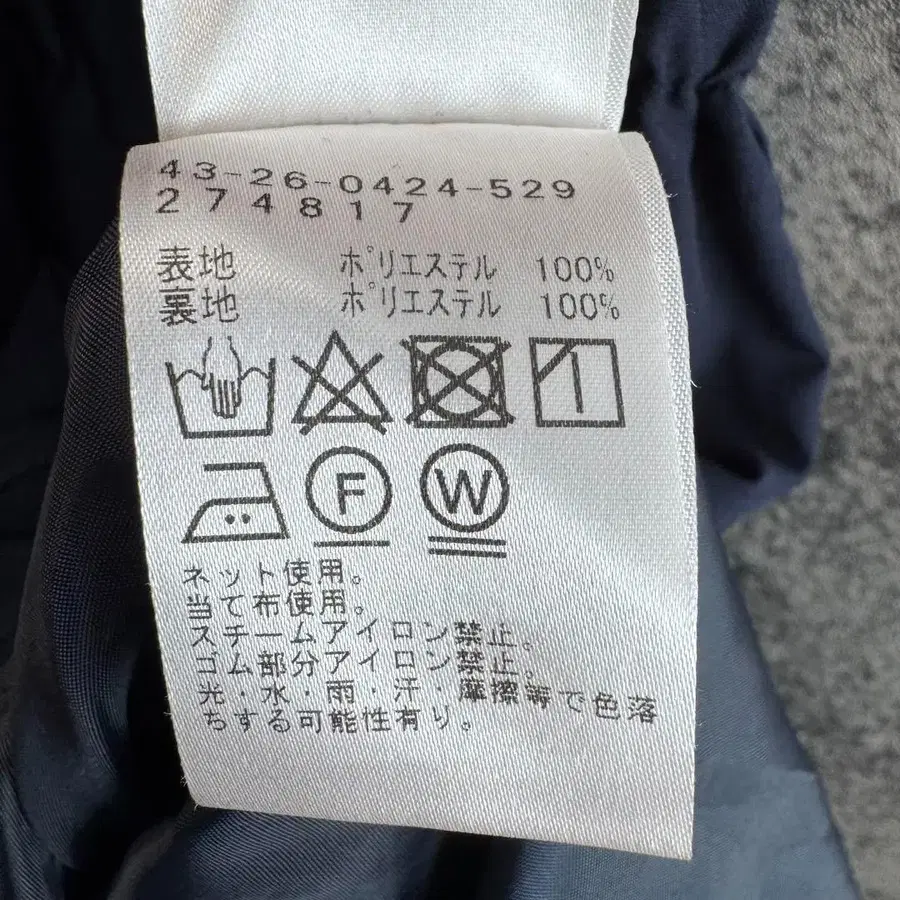 43-26-0424-529
274817
表地 ポリエステル 100%
裏地 ポリエステル 100%
F W
ネット使用。
当て布使用。
スチームアイロン禁止。
ゴム部分アイロン禁止。
光・水・雨・汗・摩擦等で色落
ちする可能性有り。